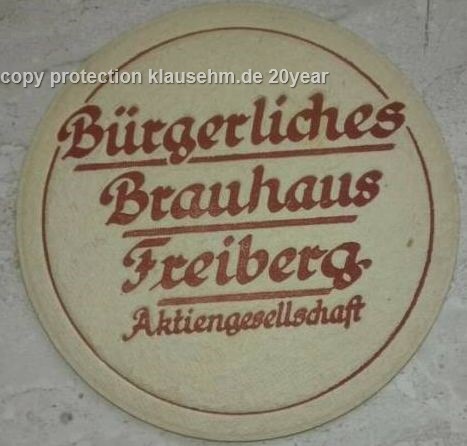 copy protection klausehm.de 20year
Bürgerliches
Brauhaus
Freiberg
Aktiengesellschaft